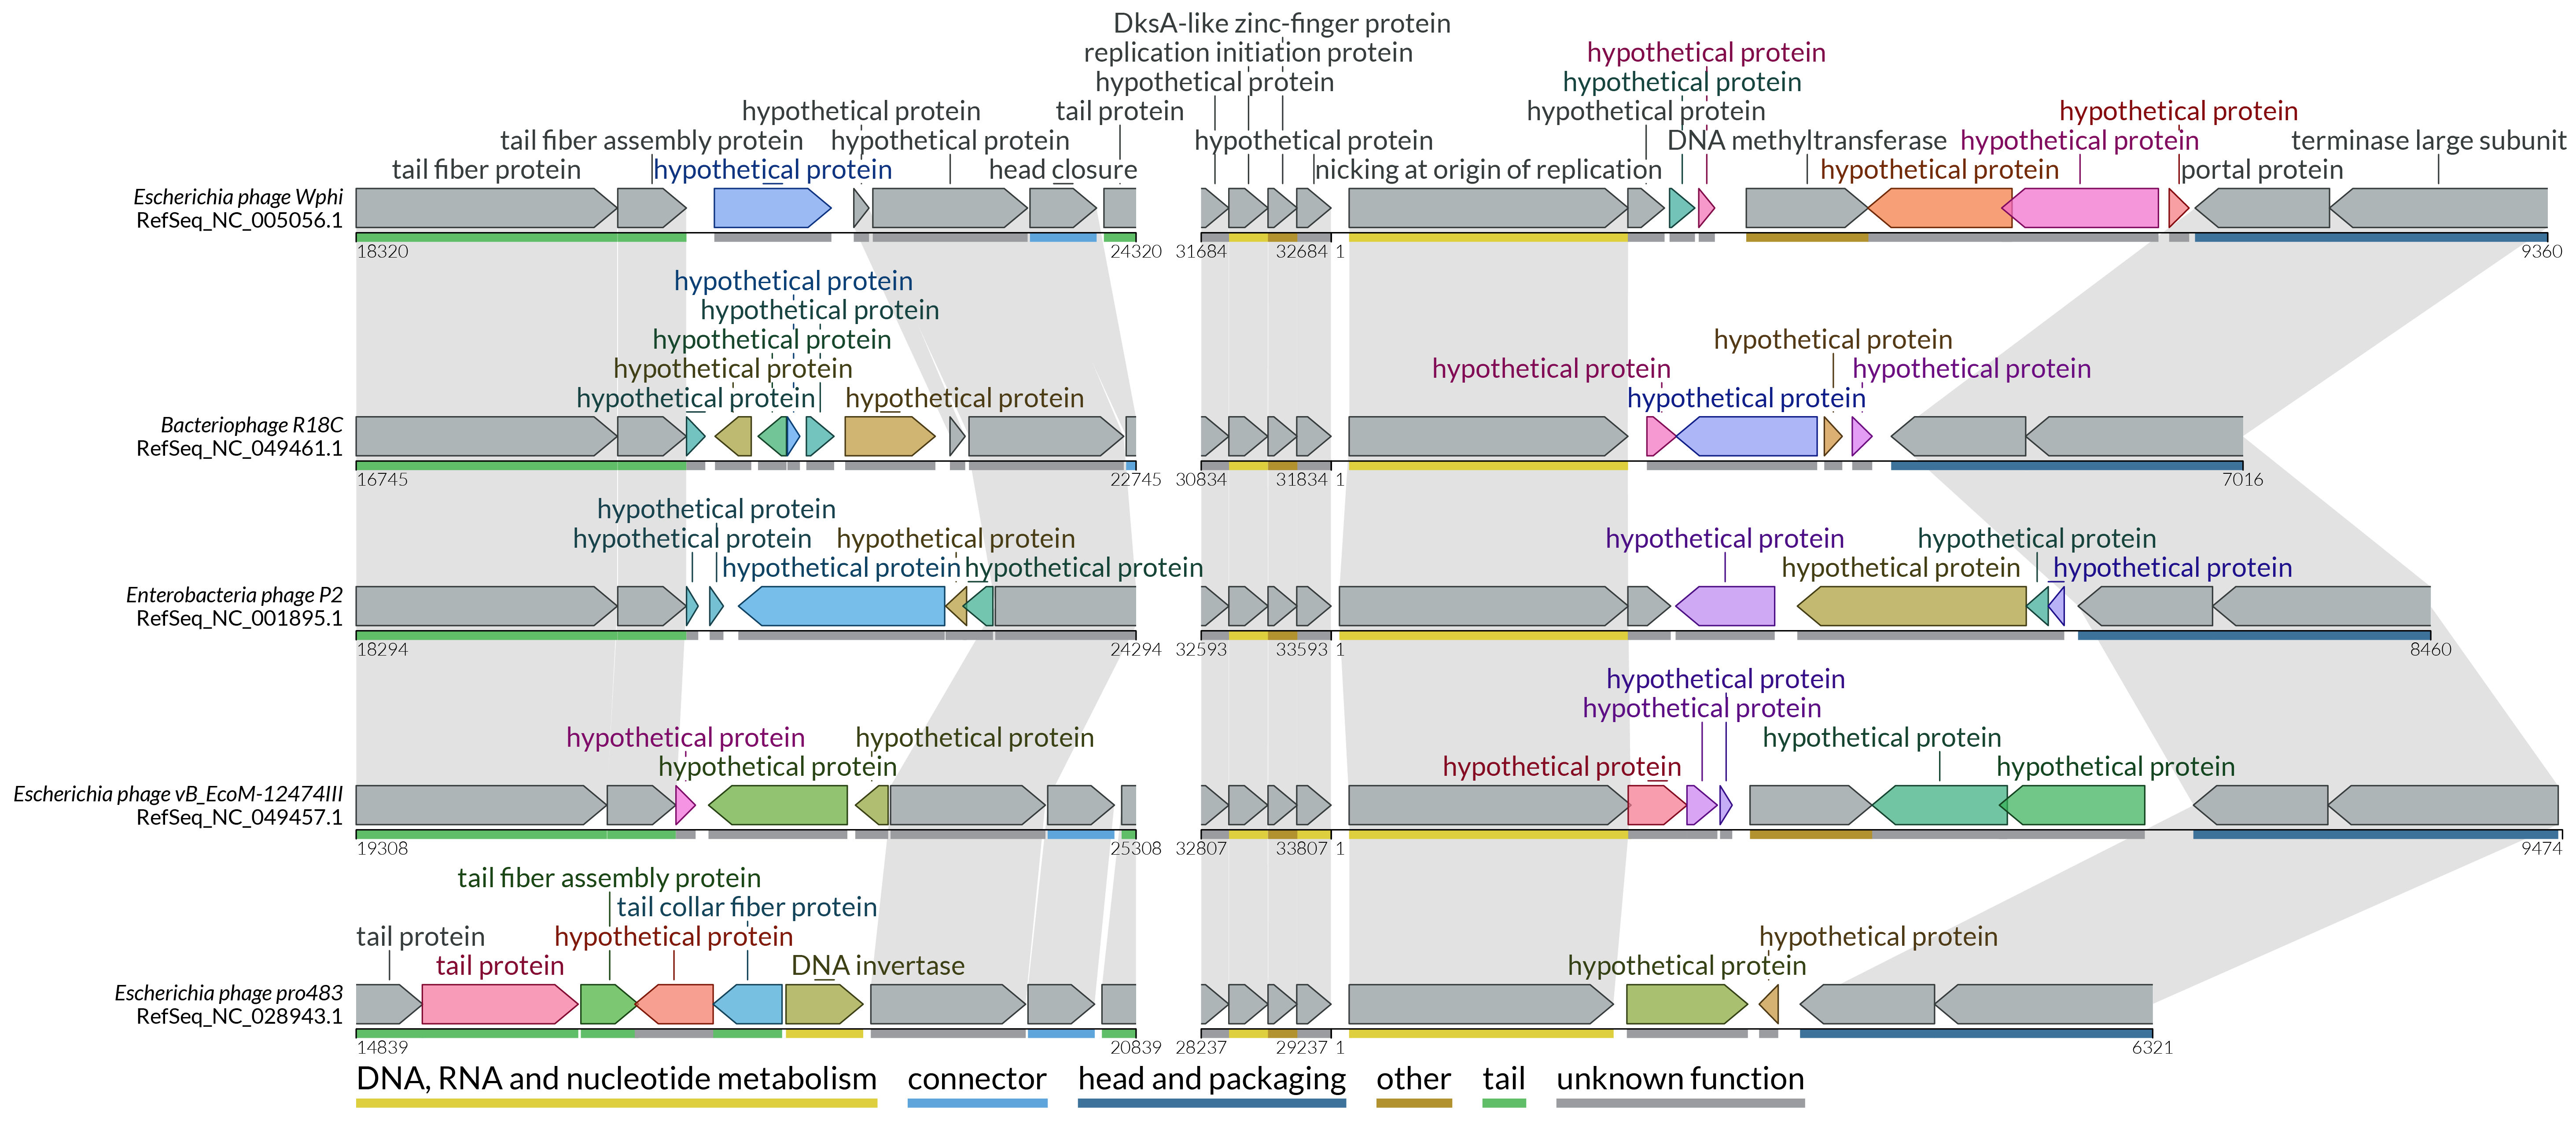 DksA-like zinc-finger protein
replication initiation protein
hypothetical protein
hypothetical protein
hypothetical protein
hypothetical protein
tail protein
hypothetical protein
hypothetical protein
tail fiber assembly protein
hypothetical protein
hypothetical protein
DNA methyltransferase
hypothetical protein
terminase large subunit
tail fiber protein
hypothetical protein
head closure
nicking at origin of replication
hypothetical protein
portal protein
Escherichia phage Wphi
RefSeq_NC_005056.1
18320
24320
31684
32684
1
9360
hypothetical protein
hypothetical protein
hypothetical protein
hypothetical protein
hypothetical protein
hypothetical protein
hypothetical protein
hypothetical protein
hypothetical protein
hypothetical protein
Bacteriophage R18C
RefSeq_NC_049461.1
16745
22745
30834
31834
1
7016
hypothetical protein
hypothetical protein
hypothetical protein
hypothetical protein
hypothetical protein
hypothetical protein
hypothetical protein
hypothetical protein
hypothetical protein
Enterobacteria phage P2
RefSeq_NC_001895.1
18294
24294
32593
33593
1
8460
hypothetical protein
hypothetical protein
hypothetical protein
hypothetical protein
hypothetical protein
hypothetical protein
hypothetical protein
hypothetical protein
Escherichia phage vB_EcoM-12474III
RefSeq_NC_049457.1
19308
25308
32807
33807
1
9474
tail fiber assembly protein
tail collar fiber protein
tail protein
hypothetical protein
hypothetical protein
tail protein
DNA invertase
hypothetical protein
Escherichia phage pro483
RefSeq_NC_028943.1
14839
20839
28237
29237
1
6321
DNA, RNA and nucleotide metabolism
connector
head and packaging
other
tail
unknown function